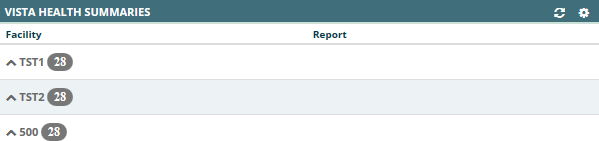 VISTA HEALTH SUMMARIES
Facility Report
TST1 28
TST2 28
500 28